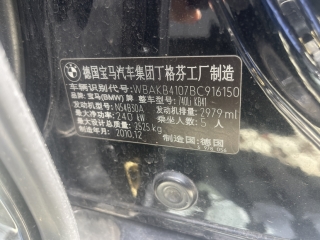 德国宝马汽车集团丁格芬工厂制造
车辆识别代号:WBAKB4107BC916150
品牌:宝马(BMW)牌 整车型号:740Li KB41
发动机型号:N54B30A 发动机排量:2979 ml
最大净功率:240 kW 乘坐人数:5 人
最大设计总质量:2525 kg
制造年月:2010.12 制造国:德国